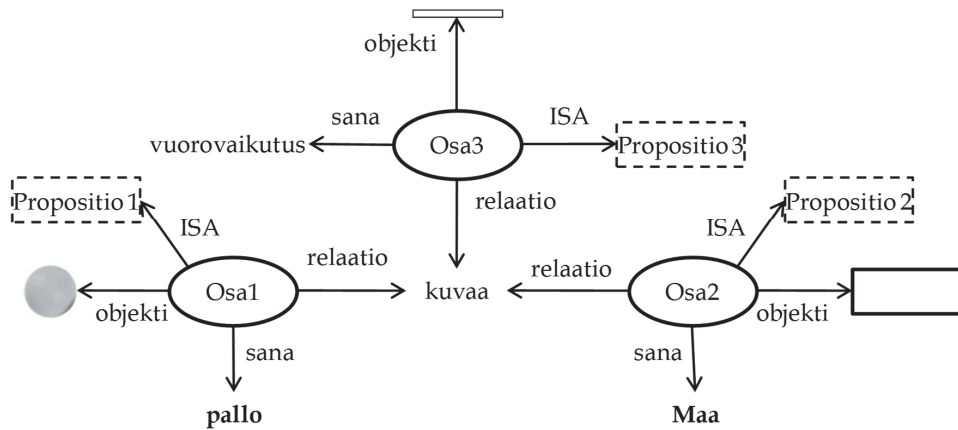 objekti
sana
ISA
vuorovaikutus
Osa3
Propositio 3
Propositio 1
relaatio
Propositio 2
ISA
ISA
relaatio
relaatio
Osa1
kuvaa
Osa2
objekti
objekti
sana
sana
pallo
Maa